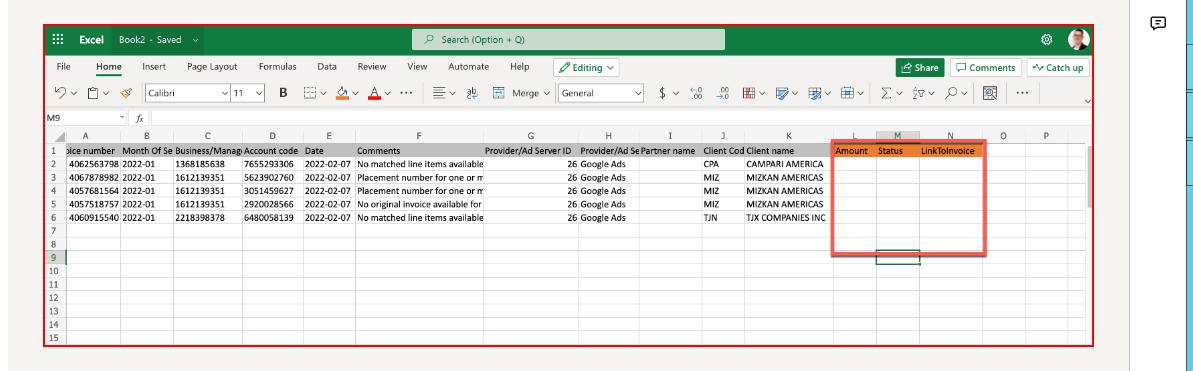 Excel Book2 - Saved Search (Option + Q)
File Home Insert Page Layout Formulas Data Review View Automate Help Editing Share Comments Catch up
Calibri 11 B A ab Merge General $ .00 .00 .0
M9 fx
A B C D E F G H I J K L M N O P
1 oice number Month Of Se Business/Manag Account code Date Comments Provider/Ad Server ID Provider/Ad Se Partner name Client Cod Client name Amount Status LinkToInvoice
2 4062563798 2022-01 1368185638 7655293306 2022-02-07 No matched line items available 26 Google Ads CPA CAMPARI AMERICA
3 4067878982 2022-01 1612139351 5623902760 2022-02-07 Placement number for one or m 26 Google Ads MIZ MIZKAN AMERICAS
4 4057681564 2022-01 1612139351 3051459627 2022-02-07 Placement number for one or m 26 Google Ads MIZ MIZKAN AMERICAS
5 4057518757 2022-01 1612139351 2920028566 2022-02-07 No original invoice available for 26 Google Ads MIZ MIZKAN AMERICAS
6 4060915540 2022-01 2218398378 6480058139 2022-02-07 No matched line items available 26 Google Ads TJN TJX COMPANIES INC
7
8
9
10
11
12
13
14
15